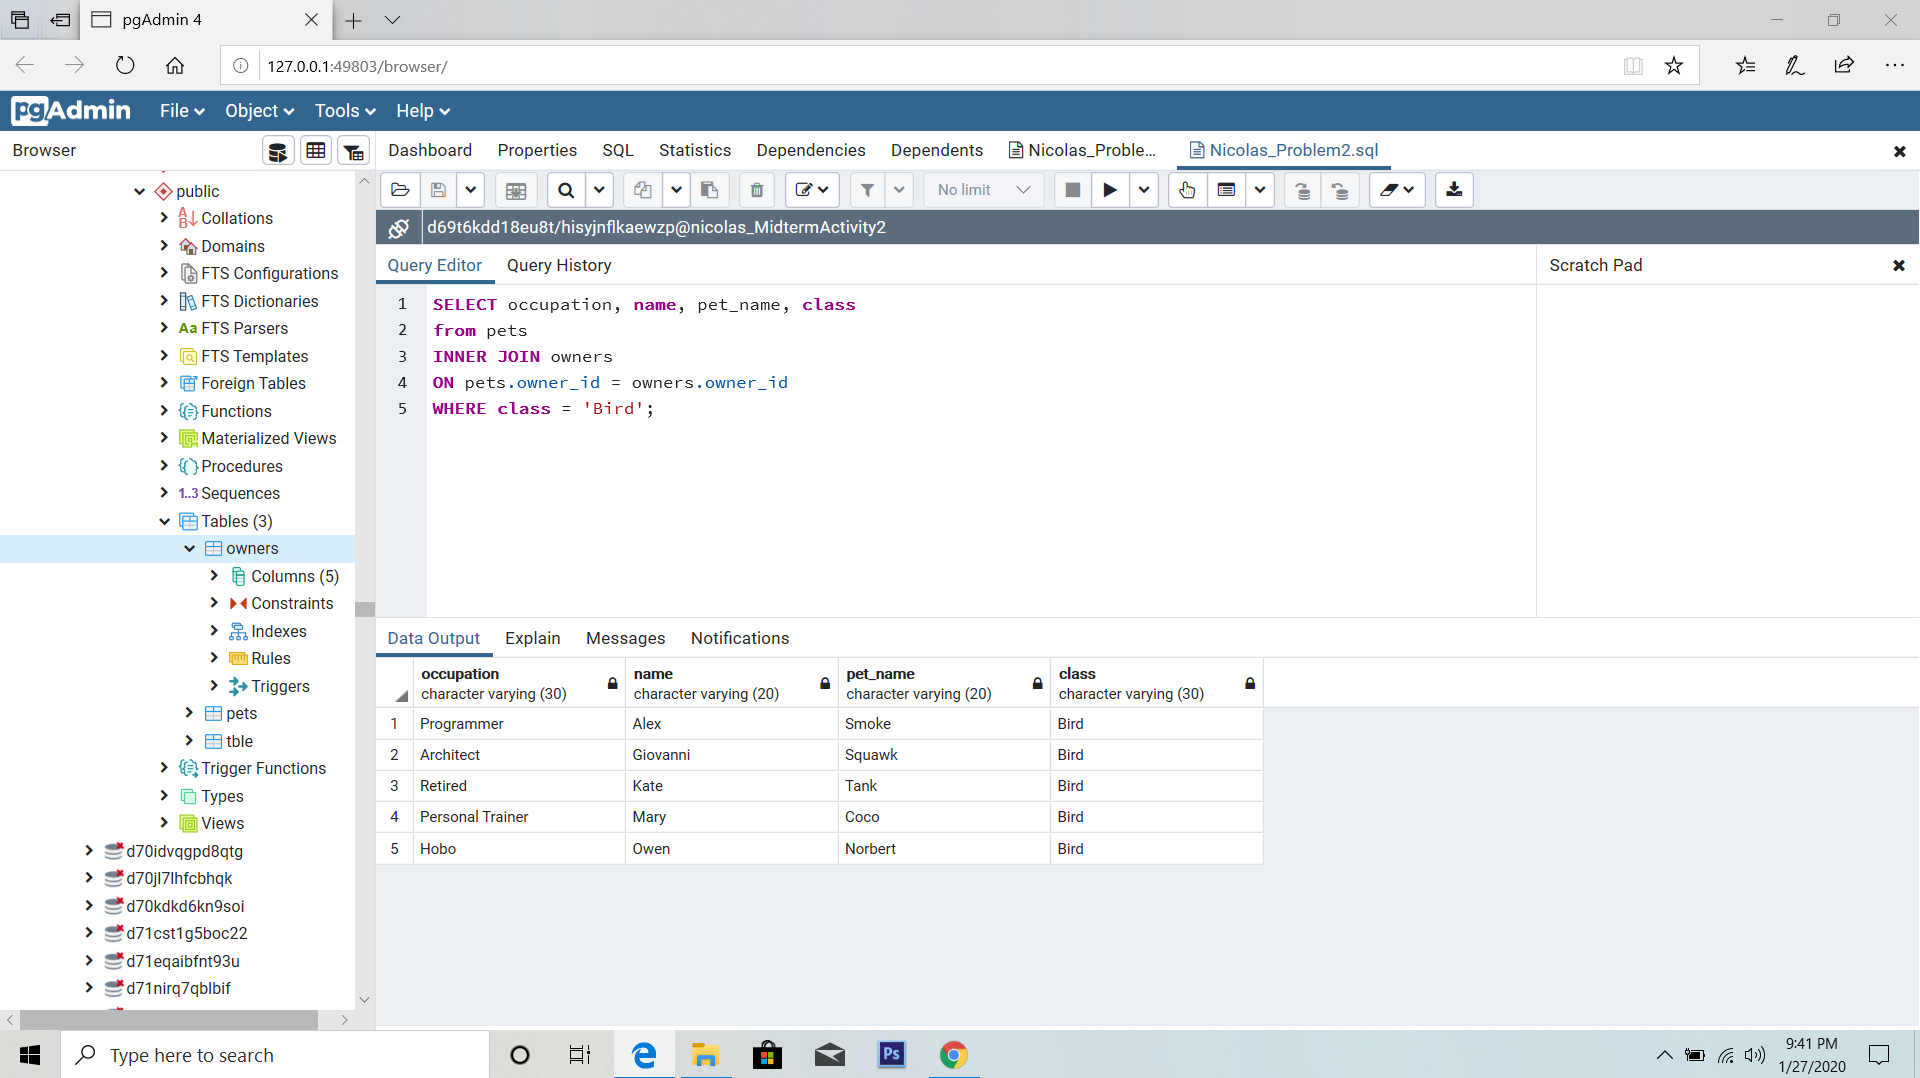 pgAdmin 4
127.0.0.1:49803/browser/
pgAdmin File Object Tools Help
Browser
Dashboard Properties SQL Statistics Dependencies Dependents Nicolas_Proble... Nicolas_Problem2.sql
No limit
d69t6kdd18eu8t/hisyjnflkaewzp@nicolas_MidtermActivity2
Query Editor Query History
Scratch Pad
1 SELECT occupation, name, pet_name, class
2 from pets
3 INNER JOIN owners
4 ON pets.owner_id = owners.owner_id
5 WHERE class = 'Bird';
public
Collations
Domains
FTS Configurations
FTS Dictionaries
Aa FTS Parsers
FTS Templates
Foreign Tables
Functions
Materialized Views
Procedures
1..3 Sequences
Tables (3)
owners
Columns (5)
Constraints
Indexes
Rules
Triggers
pets
tble
Trigger Functions
Types
Views
d70idvqgpd8qtg
d70jl7lhfcbhqk
d70kdkd6kn9soi
d71cst1g5boc22
d71eqaibfnt93u
d71nirq7qblbif
Data Output Explain Messages Notifications
occupation name pet_name class
character varying (30) character varying (20) character varying (20) character varying (30)
1 Programmer Alex Smoke Bird
2 Architect Giovanni Squawk Bird
3 Retired Kate Tank Bird
4 Personal Trainer Mary Coco Bird
5 Hobo Owen Norbert Bird
Type here to search
Ps
9:41 PM
1/27/2020